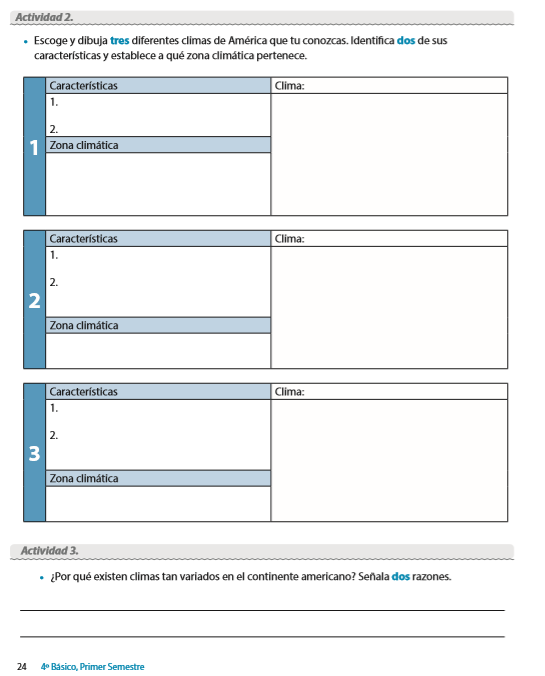 Actividad 2.
• Escoge y dibuja tres diferentes climas de América que tu conozcas. Identifica dos de sus
características y establece a qué zona climática pertenece.
1
Características
Clima:
1.
2.
Zona climática
2
Características
Clima:
1.
2.
Zona climática
3
Características
Clima:
1.
2.
Zona climática
Actividad 3.
• ¿Por qué existen climas tan variados en el continente americano? Señala dos razones.
24 4º Básico, Primer Semestre